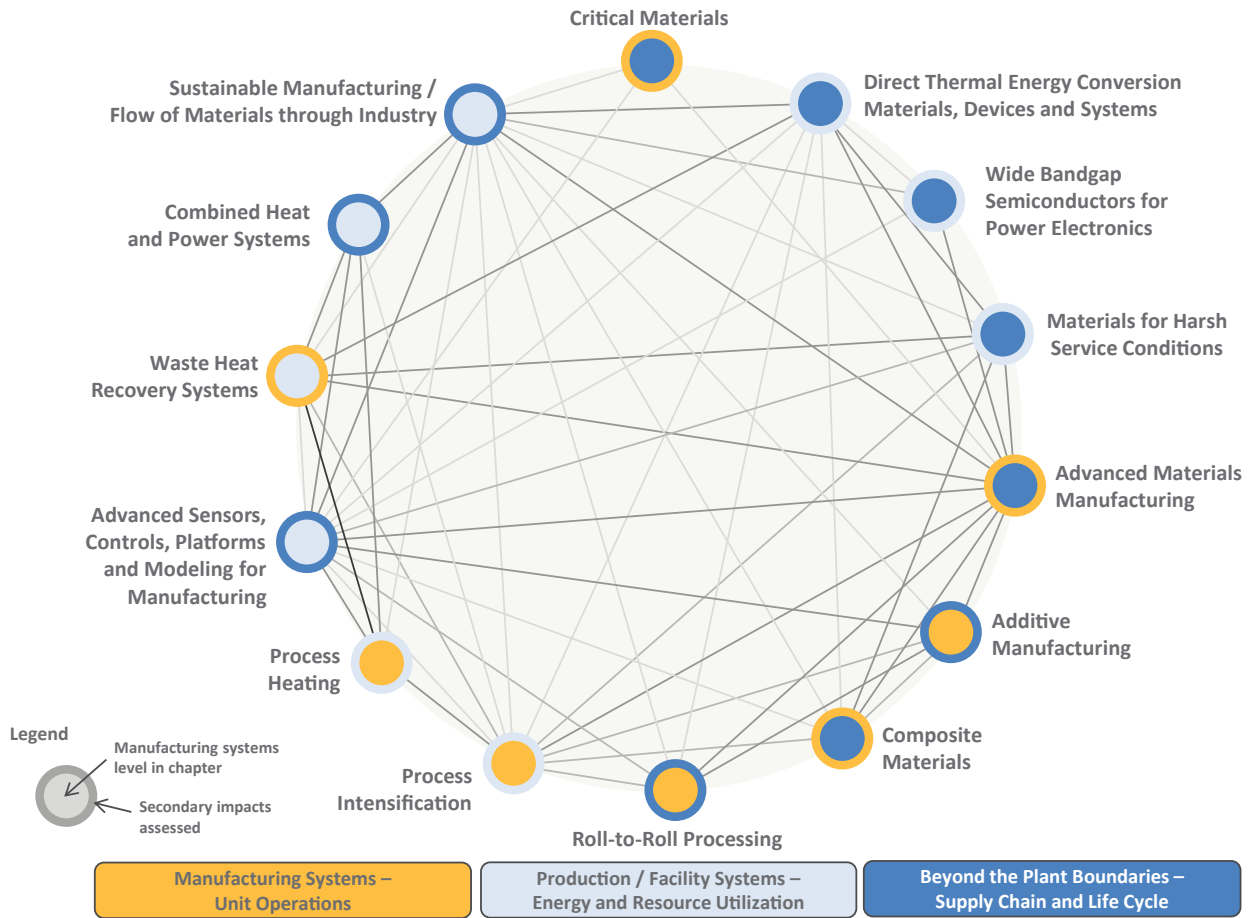 Critical Materials
Sustainable Manufacturing /
Flow of Materials through Industry
Direct Thermal Energy Conversion
Materials, Devices and Systems
Combined Heat
and Power Systems
Wide Bandgap
Semiconductors for
Power Electronics
Waste Heat
Recovery Systems
Materials for Harsh
Service Conditions
Advanced Sensors,
Controls, Platforms
and Modeling for
Manufacturing
Advanced Materials
Manufacturing
Process
Heating
Additive
Manufacturing
Process
Intensification
Composite
Materials
Roll-to-Roll Processing
Legend
Manufacturing systems
level in chapter
Secondary impacts
assessed
Manufacturing Systems –
Unit Operations
Production / Facility Systems –
Energy and Resource Utilization
Beyond the Plant Boundaries –
Supply Chain and Life Cycle